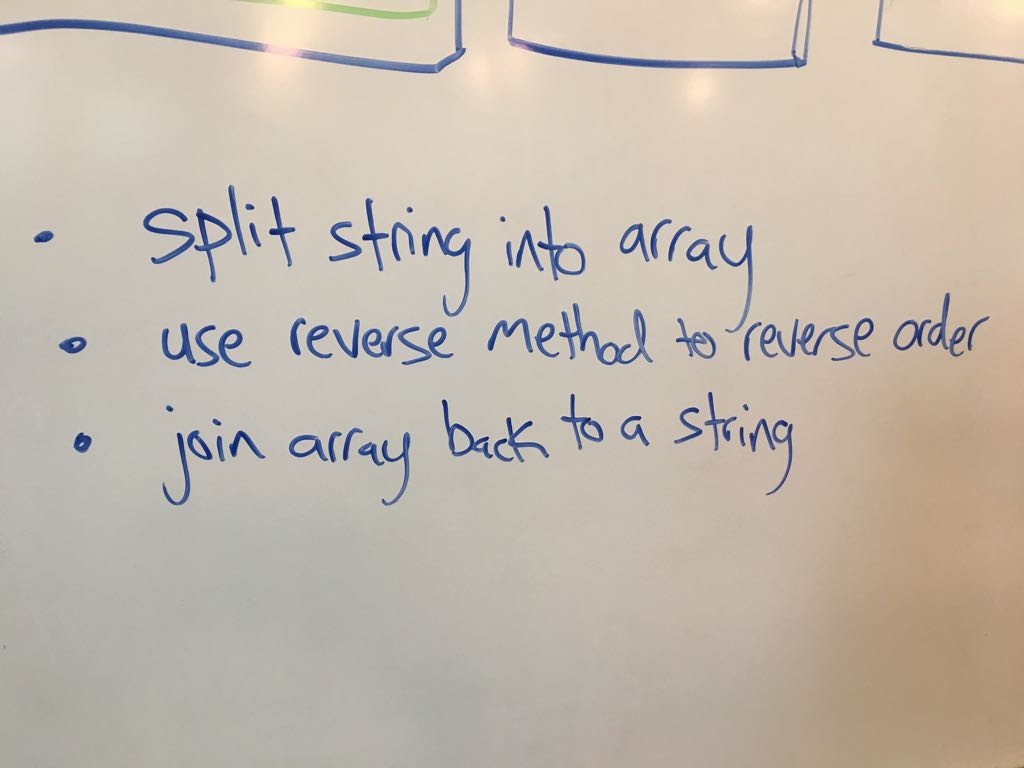 • split string into array
• use reverse method to reverse order
• join array back to a string